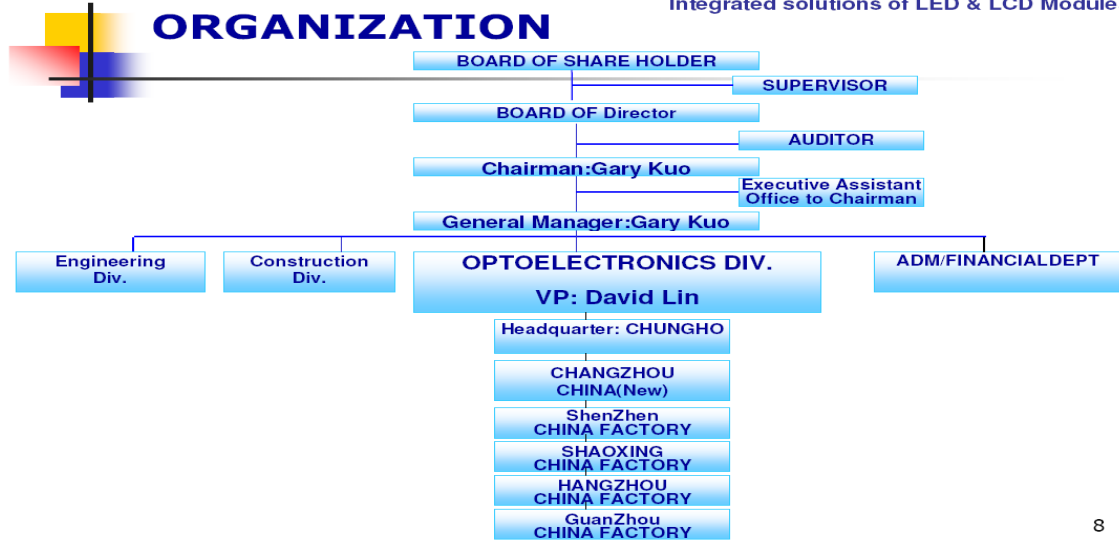 Integrated solutions of LED & LCD Module
ORGANIZATION
BOARD OF SHARE HOLDER
SUPERVISOR
BOARD OF Director
AUDITOR
Chairman:Gary Kuo
Executive Assistant
Office to Chairman
General Manager:Gary Kuo
Engineering
Div.
Construction
Div.
OPTOELECTRONICS DIV.
VP: David Lin
ADM/FINANCIALDEPT
Headquarter: CHUNGHO
CHANGZHOU
CHINA(New)
ShenZhen
CHINA FACTORY
SHAOXING
CHINA FACTORY
HANGZHOU
CHINA FACTORY
GuanZhou
CHINA FACTORY
8